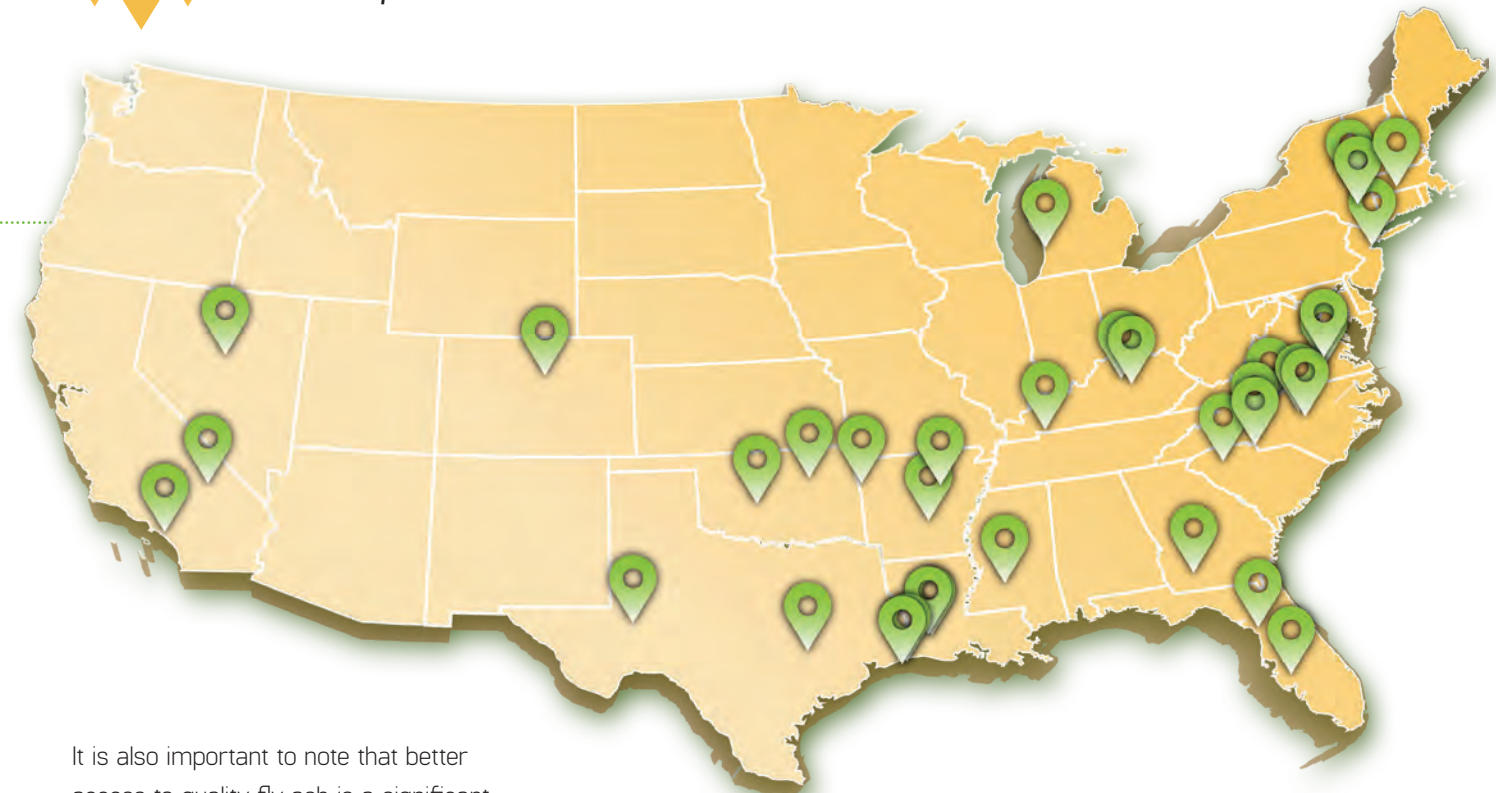 It is also important to note that better
access to quality fly ash is a significant